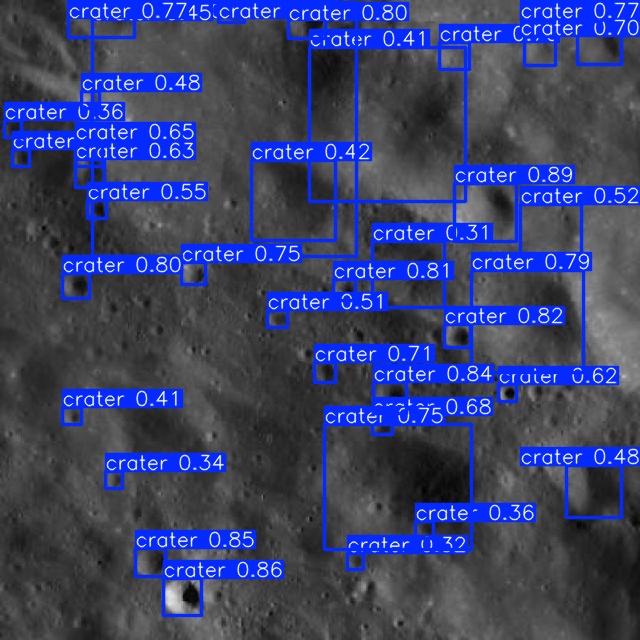 crater 0.77
crater
crater 0.80
crater 0.77
crater 0.70
crater 0.41
crater
crater 0.48
crater 0.36
crater
crater 0.65
crater 0.63
crater 0.42
crater 0.89
crater 0.55
crater 0.52
crater 0.31
crater 0.75
crater 0.80
crater 0.81
crater 0.79
crater 0.51
crater 0.82
crater 0.71
crater 0.84
crater 0.62
crater 0.41
crater 0.75
0.68
crater 0.34
crater 0.48
crater 0.36
crater 0.85
crater 0.32
crater 0.86